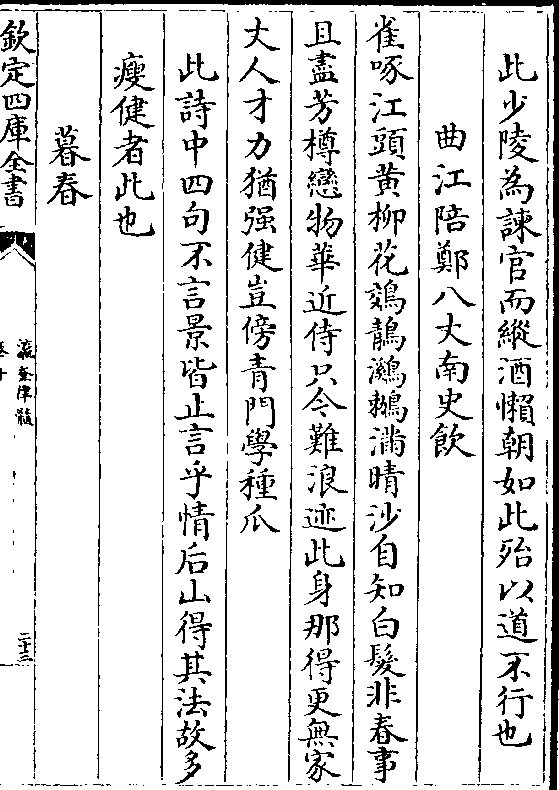 此少陵為諫官而縱酒懶朝如此殆以道不行也
曲江陪鄭八丈南史飲
雀啄江頭黄柳花鵁鶄鸂鶒滿晴沙自知白髮非春事
且盡芳樽戀物華近侍只今難浪迹此身那得更無家
丈人才力猶强健豈傍青門學種瓜
此詩中四句不言景皆止言乎情后山得其法故多
瘦健者此也
暮春
欽定四庫全書
瀛奎律髓
卷十
二十三